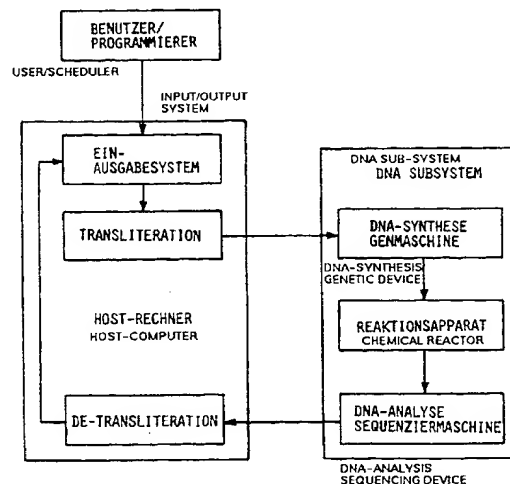 BENUTZER/
PROGRAMMIERER
USER/SCHEDULER
INPUT/OUTPUT
SYSTEM
EIN-
AUSGABESYSTEM
TRANSLITERATION
HOST-RECHNER
HOST-COMPUTER
DE-TRANSLITERATION
DNA SUB-SYSTEM
DNA SUBSYSTEM
DNA-SYNTHESE
GENMASCHINE
DNA-SYNTHESIS
GENETIC DEVICE
REAKTIONSAPPARAT
CHEMICAL REACTOR
DNA-ANALYSE
SEQUENZIERMASCHINE
DNA-ANALYSIS
SEQUENCING DEVICE